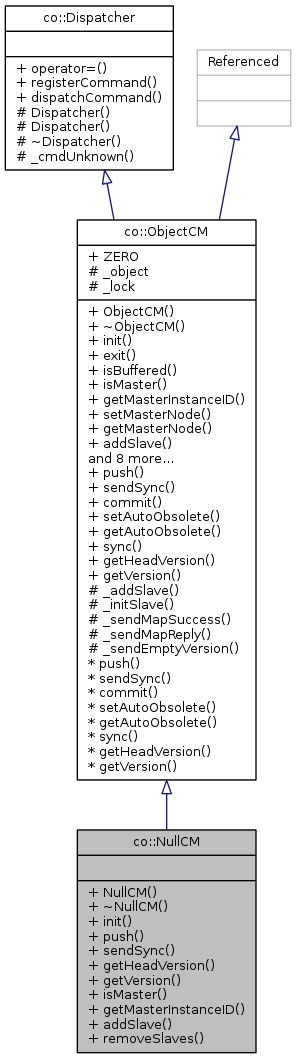 co::Dispatcher
+ operator=()
+ registerCommand()
+ dispatchCommand()
# Dispatcher()
# Dispatcher()
# ~Dispatcher()
# _cmdUnknown()
Referenced
co::ObjectCM
+ ZERO
# _object
# _lock
+ ObjectCM()
+ ~ObjectCM()
+ init()
+ exit()
+ isBuffered()
+ isMaster()
+ getMasterInstanceID()
+ setMasterNode()
+ getMasterNode()
+ addSlave()
and 8 more...
+ push()
+ sendSync()
+ commit()
+ setAutoObsolete()
+ getAutoObsolete()
+ sync()
+ getHeadVersion()
+ getVersion()
# _addSlave()
# _initSlave()
# _sendMapSuccess()
# _sendMapReply()
# _sendEmptyVersion()
* push()
* sendSync()
* commit()
* setAutoObsolete()
* getAutoObsolete()
* sync()
* getHeadVersion()
* getVersion()
co::NullCM
+ NullCM()
+ ~NullCM()
+ init()
+ push()
+ sendSync()
+ getHeadVersion()
+ getVersion()
+ isMaster()
+ getMasterInstanceID()
+ addSlave()
+ removeSlaves()